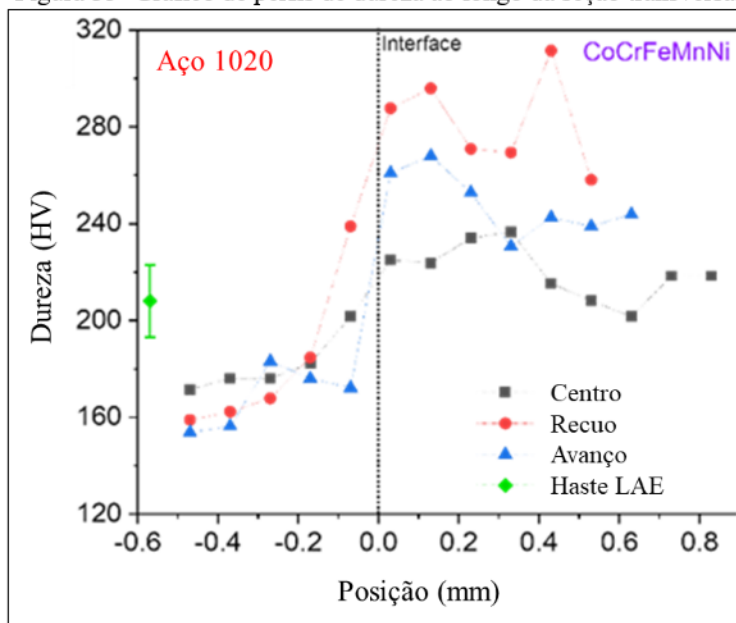 Interface
Aço 1020
CoCrFeMnNi
Dureza (HV)
320
280
240
200
160
120
Centro
Recuo
Avanço
Haste LAE
-0.6 -0.4 -0.2 0.0 0.2 0.4 0.6 0.8
Posição (mm)